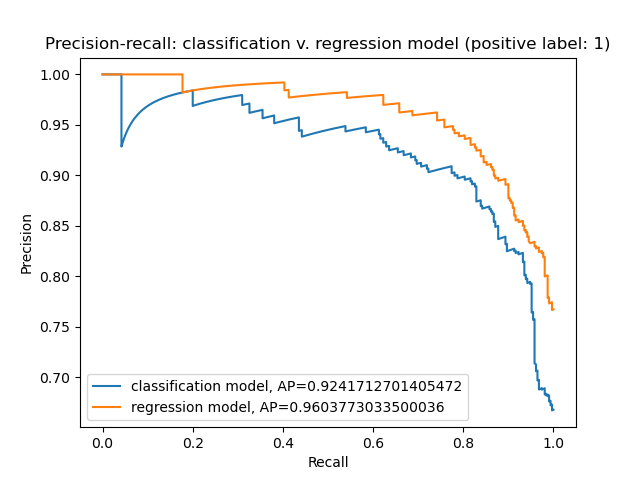 Precision-recall: classification v. regression model (positive label: 1)
1.00
0.95
0.90
0.85
0.80
0.75
0.70
Precision
classification model, AP=0.9241712701405472
regression model, AP=0.9603773033500036
0.0 0.2 0.4 0.6 0.8 1.0
Recall